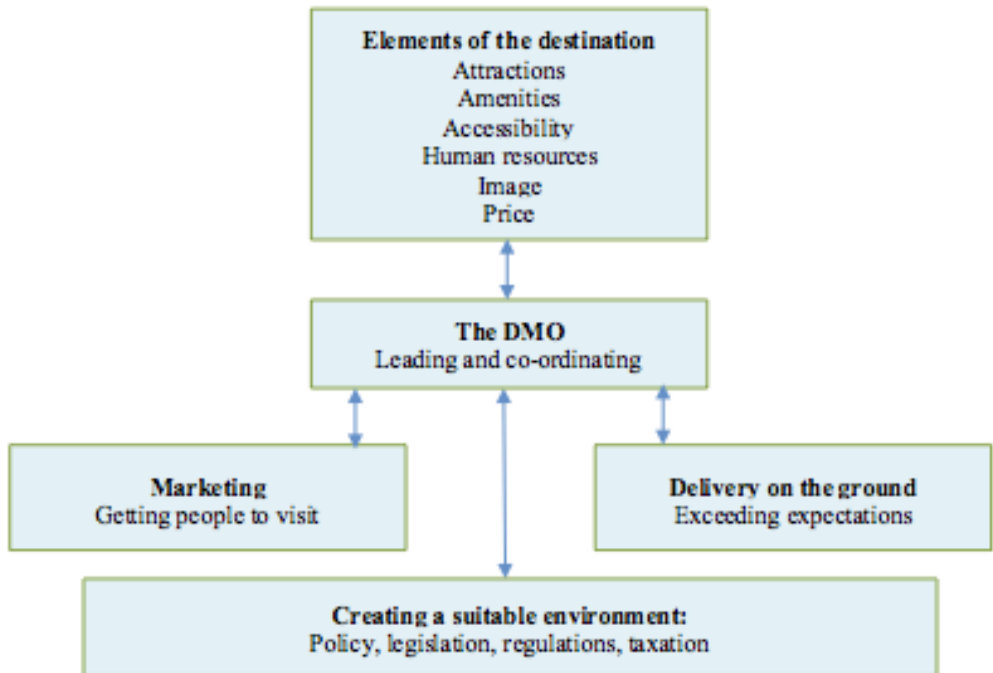 Elements of the destination
Attractions
Amenities
Accessibility
Human resources
Image
Price
The DMO
Leading and co-ordinating
Marketing
Getting people to visit
Delivery on the ground
Exceeding expectations
Creating a suitable environment:
Policy, legislation, regulations, taxation